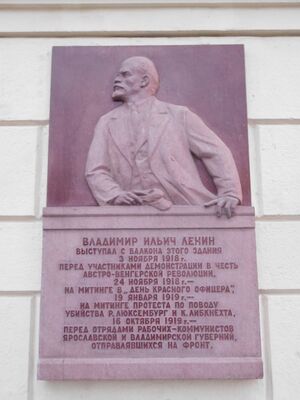 ВЛАДИМИР ИЛЬИЧ ЛЕНИН
ВЫСТУПАЛ С БАЛКОНА ЭТОГО ЗДАНИЯ
3 НОЯБРЯ 1918 г.
ПЕРЕД УЧАСТНИКАМИ ДЕМОНСТРАЦИИ В ЧЕСТЬ
АВСТРО-ВЕНГЕРСКОЙ РЕВОЛЮЦИИ,
24 НОЯБРЯ 1918 г.—
НА МИТИНГЕ В „ДЕНЬ КРАСНОГО ОФИЦЕРА”,
19 ЯНВАРЯ 1919 г.—
НА МИТИНГЕ ПРОТЕСТА ПО ПОВОДУ
УБИЙСТВА Р. ЛЮКСЕМБУРГ И К. ЛИБКНЕХТА,
16 ОКТЯБРЯ 1919 г.—
ПЕРЕД ОТРЯДАМИ РАБОЧИХ-КОММУНИСТОВ
ЯРОСЛАВСКОЙ И ВЛАДИМИРСКОЙ ГУБЕРНИЙ,
ОТПРАВЛЯВШИХСЯ НА ФРОНТ.